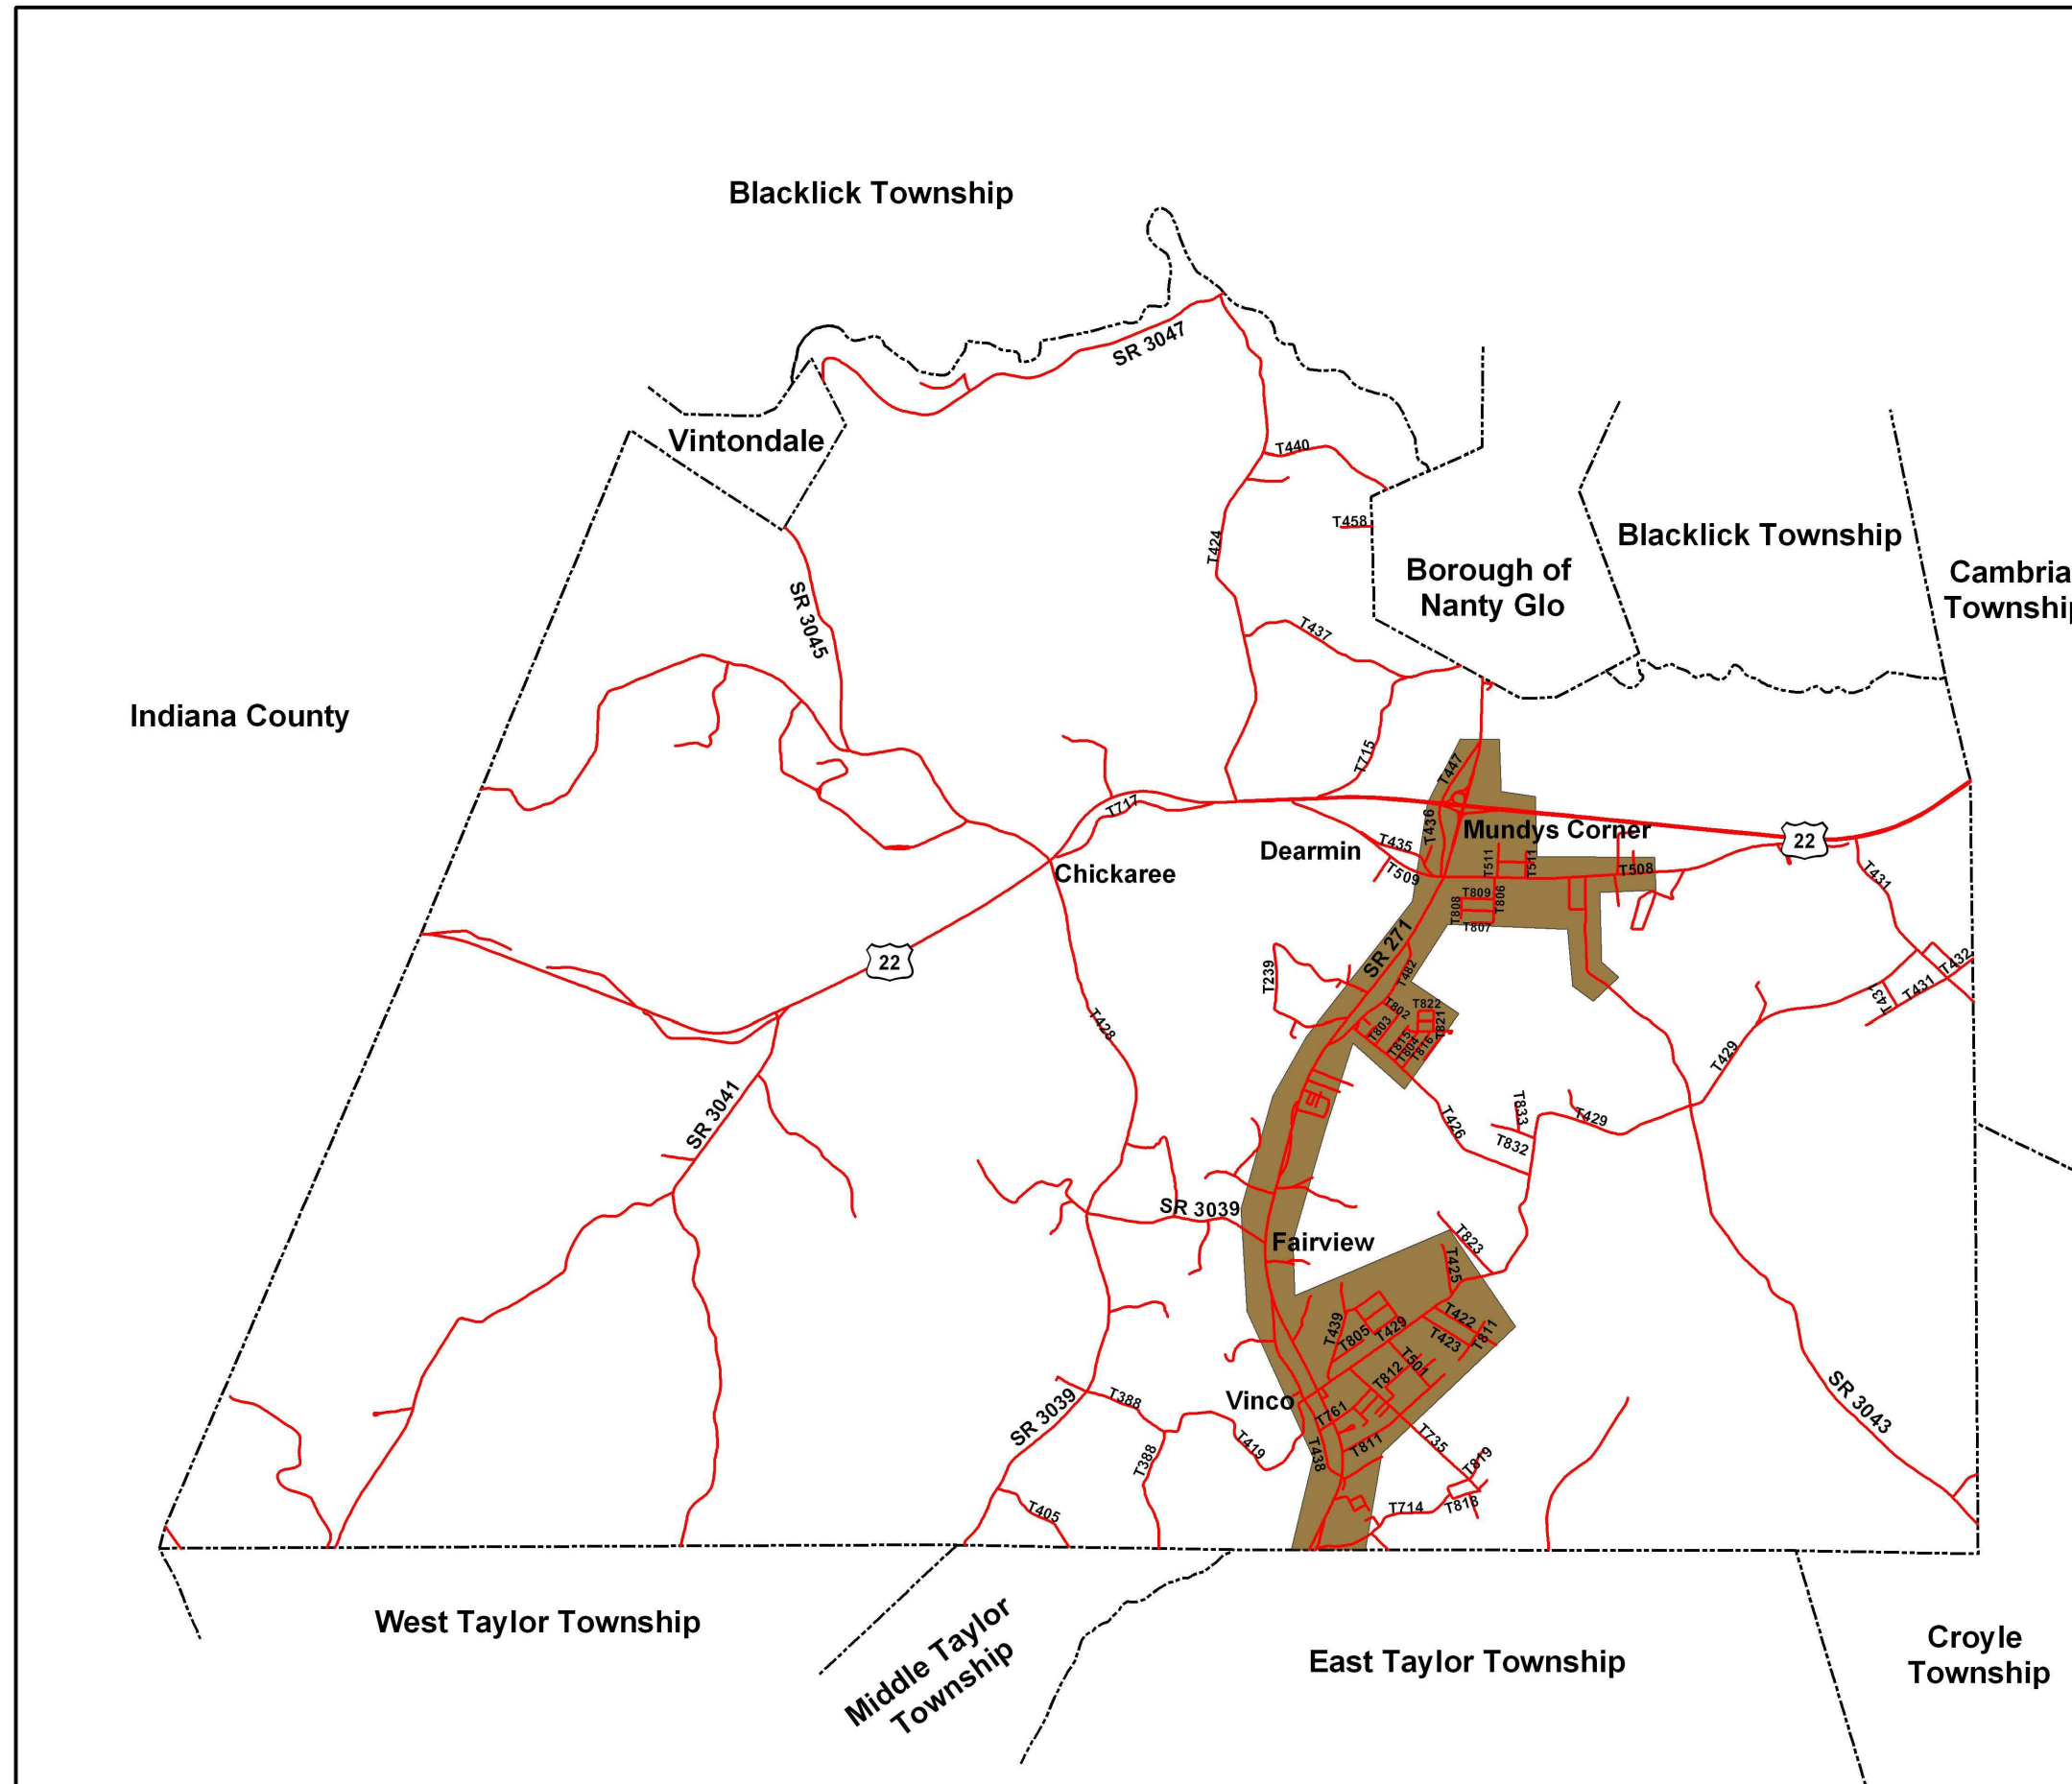 Blacklick Township
SR 3047
Vintondale
T440
T458
T424
Blacklick Township
Borough of
Nanty Glo
Cambria
Township
SR 3045
T437
Indiana County
T715
T447
T717
T436
Mundys Corner
22
Dearmin
T435
T511
T511
T508
Chickaree
T509
T431
T809
T808
T806
T807
SR 271
22
T239
T482
T432
T431
T431
T802
T822
T803
T821
T815
T804
T816
T428
T429
SR 3041
T426
T833
T429
T832
SR 3039
Fairview
T823
T425
T439
T805
T429
T422
T423
T811
T501
T812
SR 3043
Vinco
SR 3039
T388
T761
T735
T419
T438
T811
T388
T819
T405
T714
T818
West Taylor Township
Middle Taylor
Township
East Taylor Township
Croyle
Township